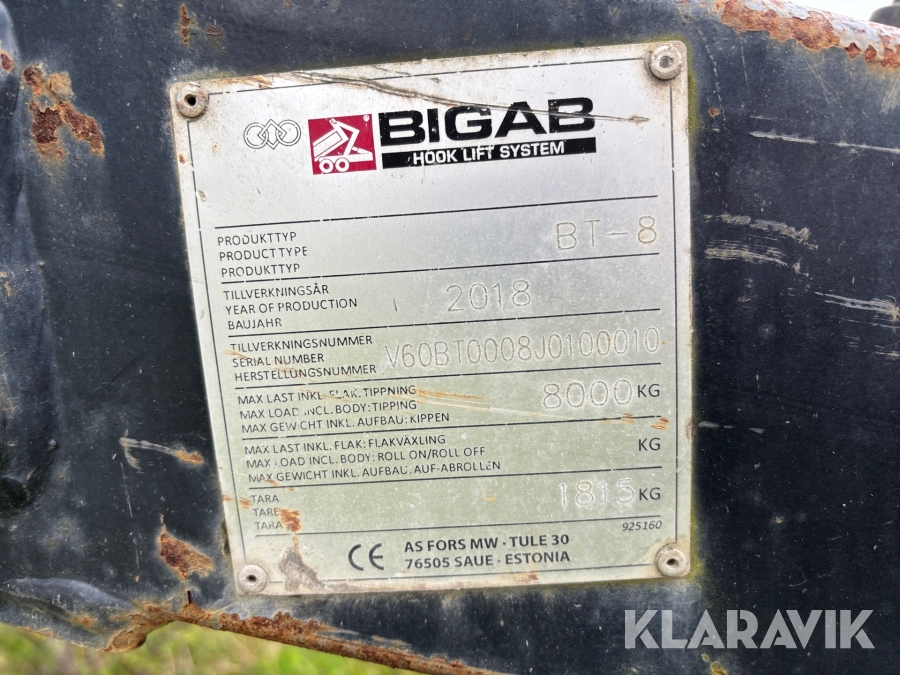 BIGAB
HOOK LIFT SYSTEM
PRODUKTTYP
PRODUCT TYPE BT-8
PRODUKTTYP
TILLVERKNINGSÅR
YEAR OF PRODUCTION 2018
BAUJAHR
TILLVERKNINGSNUMMER
SERIAL NUMBER V60BT0008J0100010
HERSTELLUNGSNUMMER
MAX LAST INKL. FLAK: TIPPNING
MAX LOAD INCL. BODY: TIPPING 8000 KG
MAX GEWICHT INKL. AUFBAU: KIPPEN
MAX LAST INKL. FLAK: FLAKVÄXLING
MAX LOAD INCL. BODY: ROLL ON/ROLL OFF KG
MAX GEWICHT INKL. AUFBAU. AUF-ABROLLEN
TARA
TARE 1815 KG
TARA 925160
CE AS FORS MW · TULE 30
76505 SAUE · ESTONIA
KLARAVIK